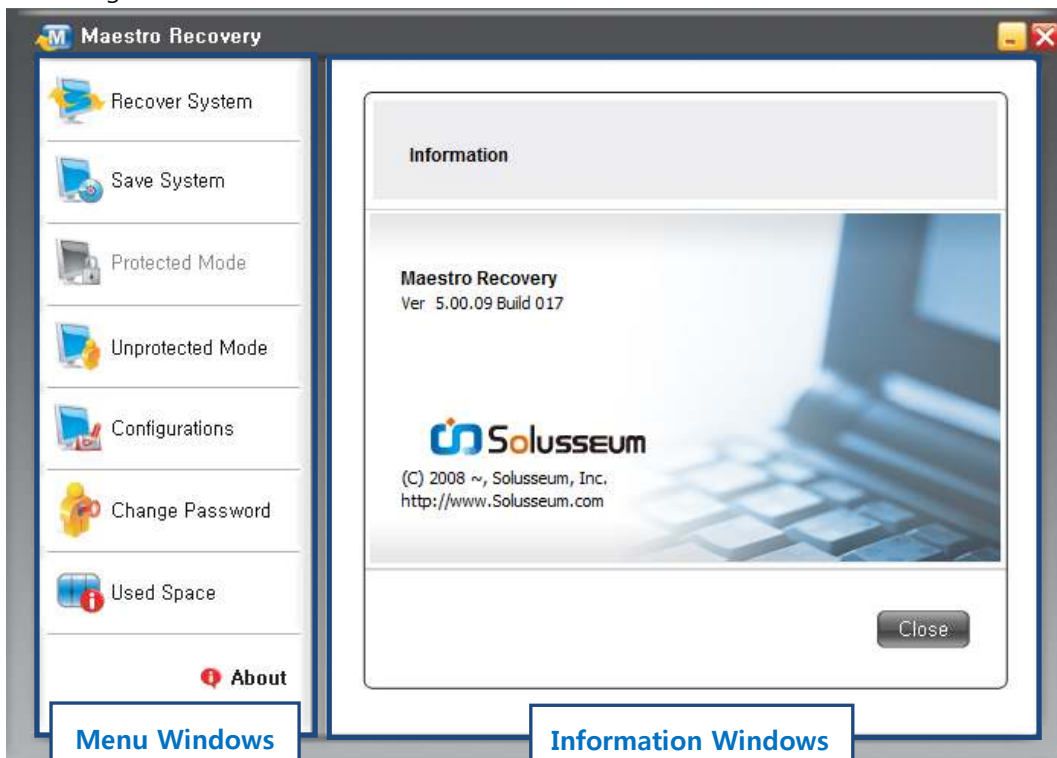 Maestro Recovery
Recover System
Save System
Protected Mode
Unprotected Mode
Configurations
Change Password
Used Space
About
Menu Windows
Information
Maestro Recovery
Ver 5.00.09 Build 017
Solusseum
(C) 2008 ~, Solusseum, Inc.
http://www.Solusseum.com
Close
Information Windows